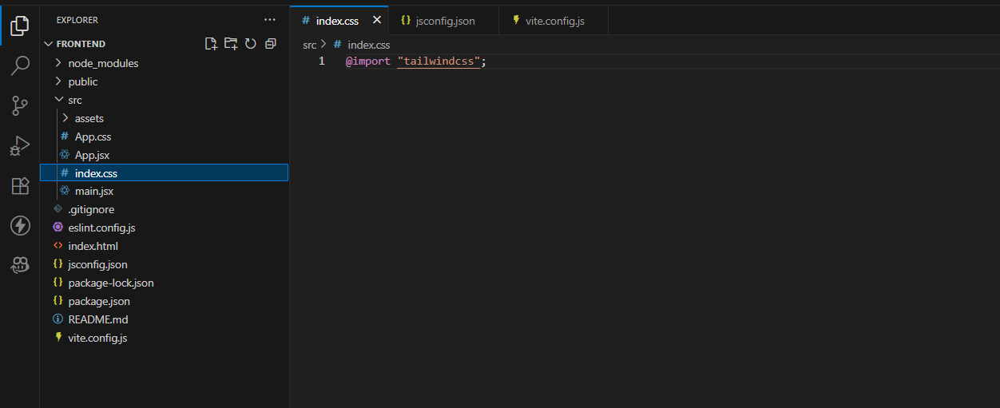 EXPLORER
FRONTEND
node_modules
public
src
assets
App.css
App.jsx
index.css
main.jsx
.gitignore
eslint.config.js
index.html
jsconfig.json
package-lock.json
package.json
README.md
vite.config.js
index.css jsconfig.json vite.config.js
src > # index.css
1 @import "tailwindcss";